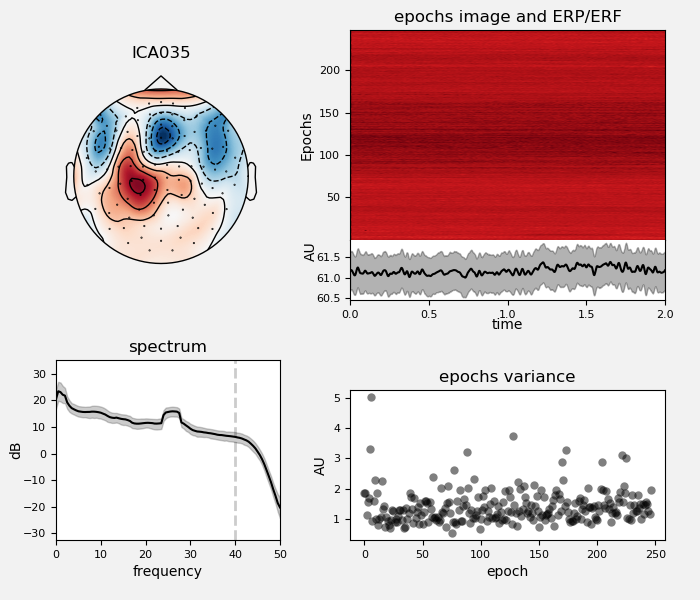 ICA035
epochs image and ERP/ERF
Epochs
200
150
100
50
AU
61.5
61.0
60.5
0.0 0.5 1.0 1.5 2.0
time
spectrum
dB
30
20
10
0
−10
−20
−30
0 10 20 30 40 50
frequency
epochs variance
AU
5
4
3
2
1
0 50 100 150 200 250
epoch